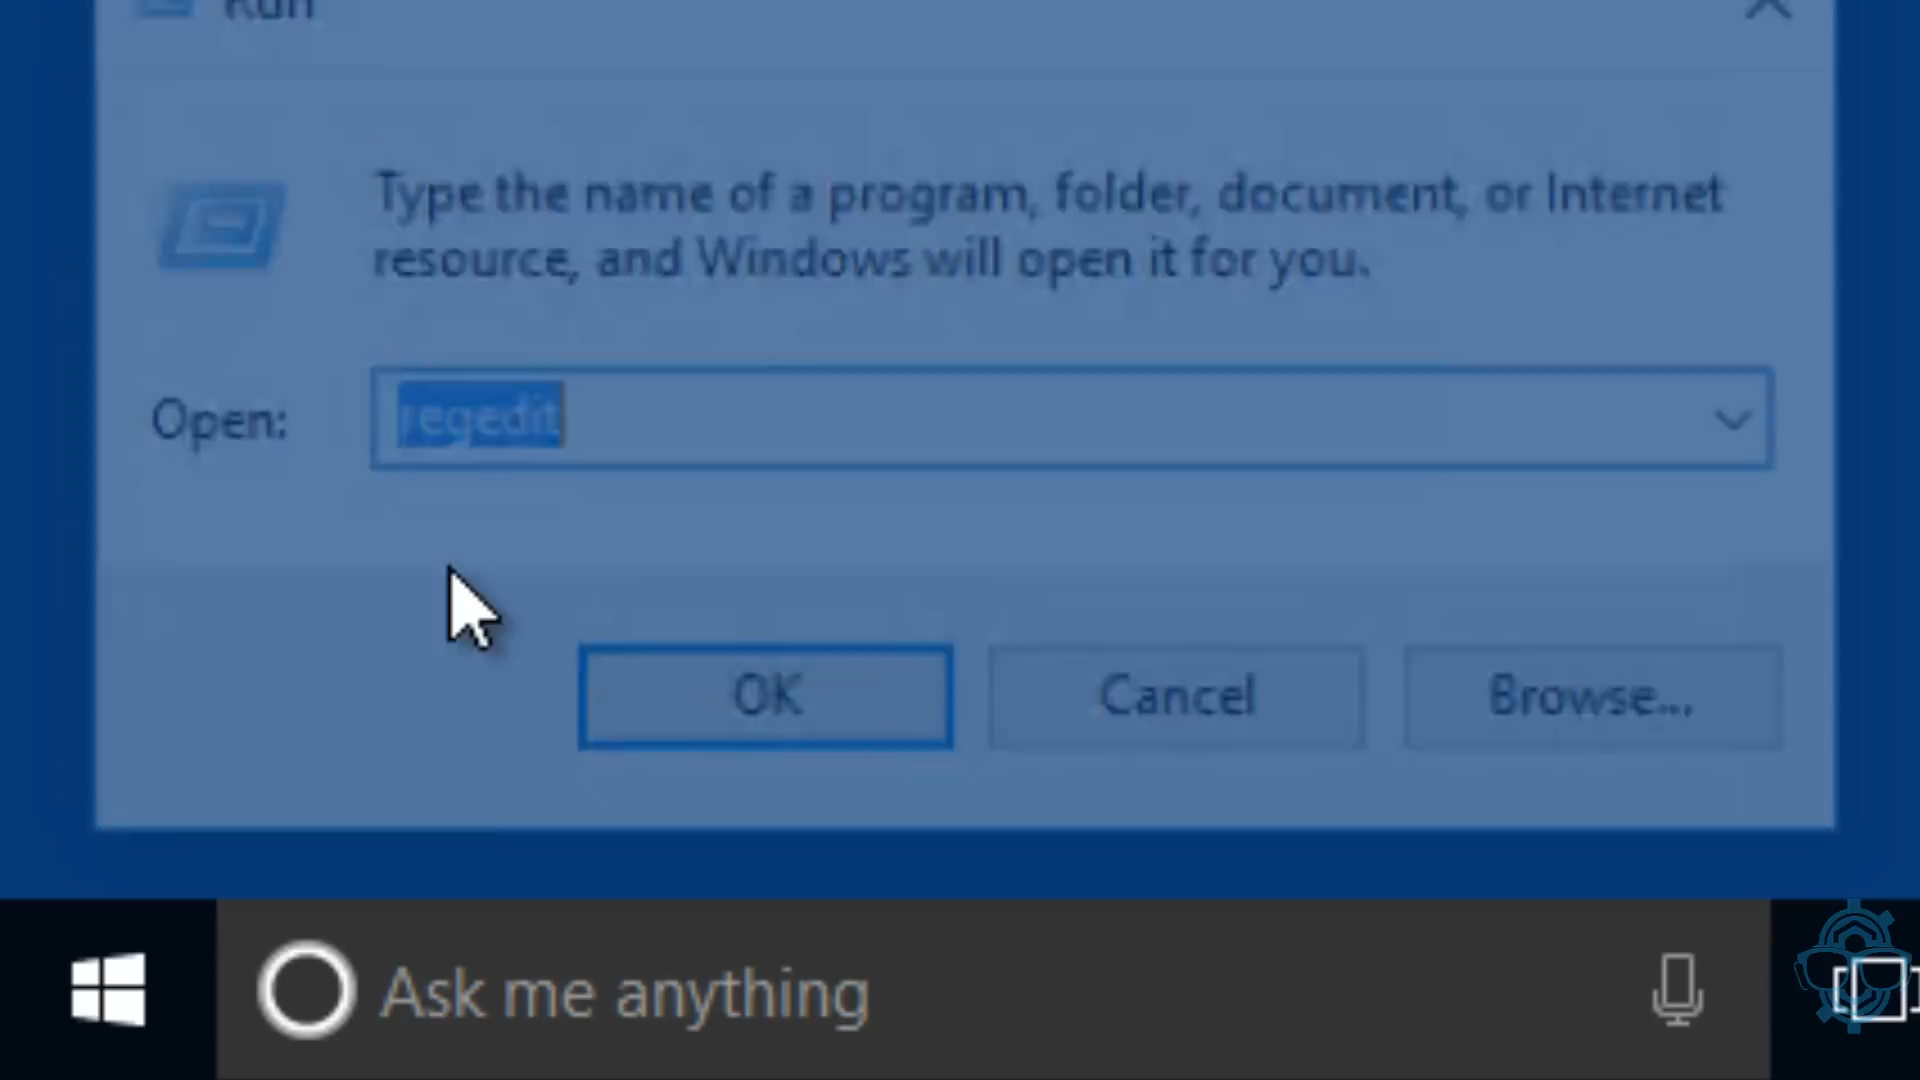 Run
Type the name of a program, folder, document, or Internet
resource, and Windows will open it for you.
Open:
regedit
OK
Cancel
Browse...
Ask me anything